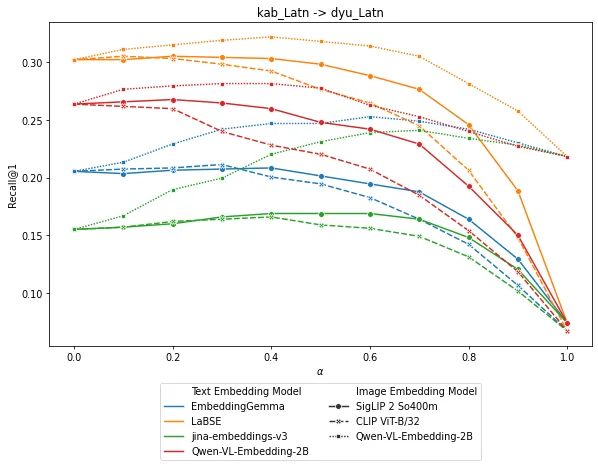 kab_Latn -> dyu_Latn
Recall@1
0.30
0.25
0.20
0.15
0.10
0.0 0.2 0.4 0.6 0.8 1.0
α
Text Embedding Model Image Embedding Model
EmbeddingGemma SigLIP 2 So400m
LaBSE CLIP ViT-B/32
jina-embeddings-v3 Qwen-VL-Embedding-2B
Qwen-VL-Embedding-2B